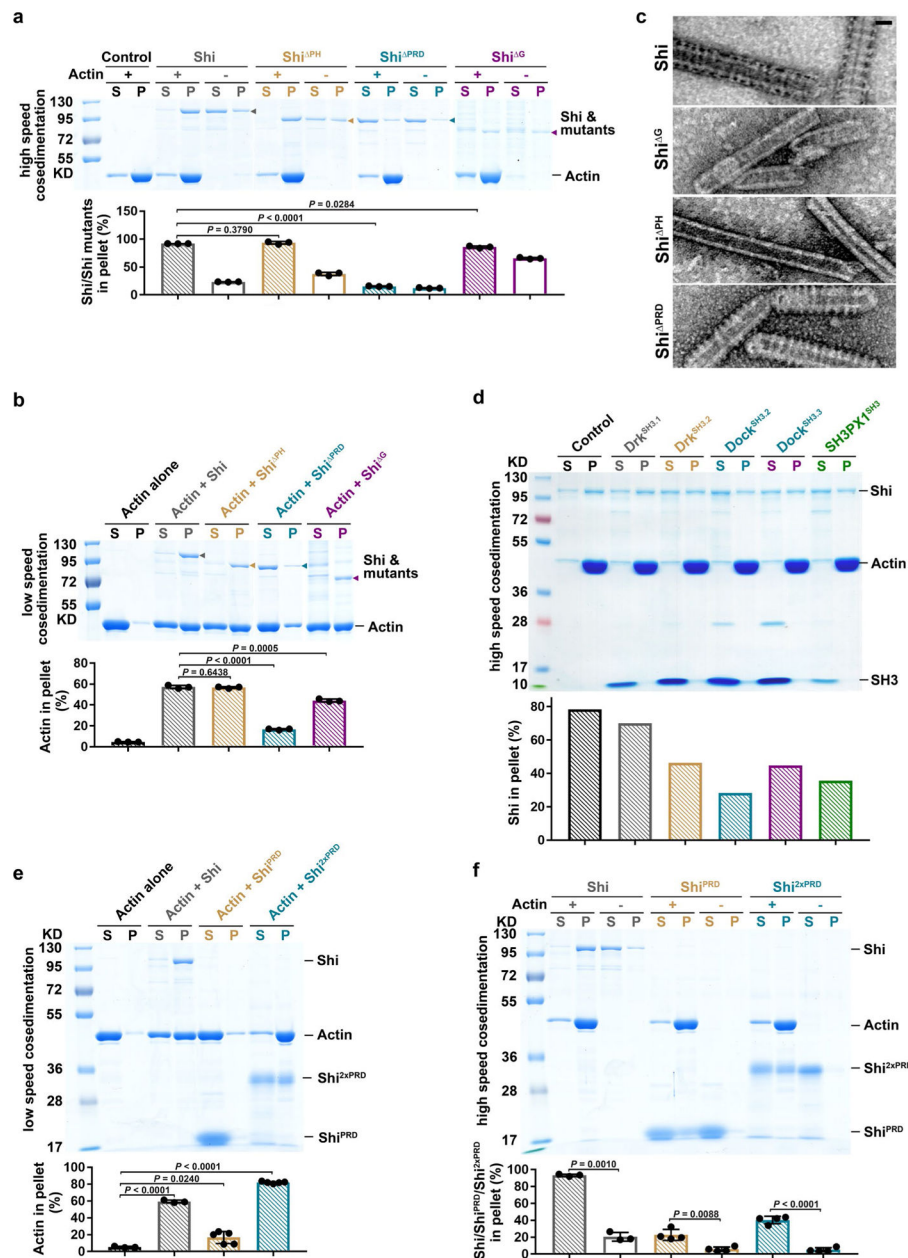 a
Control Shi Shi^ΔPH Shi^ΔPRD Shi^ΔG
Actin + + - + - + - + -
S P S P S P S P S P S P S P S P S P
high speed cosedimentation
130
95
72
55
KD
Shi & mutants
Actin
Shi/Shi mutants in pellet (%)
150
100
50
0
P = 0.0284
P < 0.0001
P = 0.3790
c
Shi
Shi^ΔG
Shi^ΔPH
Shi^ΔPRD
b
Actin alone
Actin + Shi
Actin + Shi^ΔPH
Actin + Shi^ΔPRD
Actin + Shi^ΔG
S P S P S P S P S P
low speed cosedimentation
130
95
72
55
KD
Shi & mutants
Actin
Actin in pellet (%)
80
60
40
20
0
P = 0.0005
P < 0.0001
P = 0.6438
d
Control
Drk^SH3.1
Drk^SH3.2
Dock^SH3.2
Dock^SH3.3
SH3PX1^SH3
KD S P S P S P S P S P S P
high speed cosedimentation
130
95
72
55
36
28
17
10
Shi
Actin
SH3
Shi in pellet (%)
80
60
40
20
0
e
Actin alone
Actin + Shi
Actin + Shi^PRD
Actin + Shi^2xPRD
KD S P S P S P S P
low speed cosedimentation
130
95
72
55
36
28
17
Shi
Actin
Shi^2xPRD
Shi^PRD
Actin in pellet (%)
100
80
60
40
20
0
P < 0.0001
P = 0.0240
P < 0.0001
f
Shi Shi^PRD Shi^2xPRD
Actin + - + - + -
KD S P S P S P S P S P S P
high speed cosedimentation
130
95
72
55
36
28
17
Shi
Actin
Shi^2xPRD
Shi^PRD
Shi/Shi^PRD/Shi^2xPRD in pellet (%)
100
80
60
40
20
0
P = 0.0010
P = 0.0088
P < 0.0001